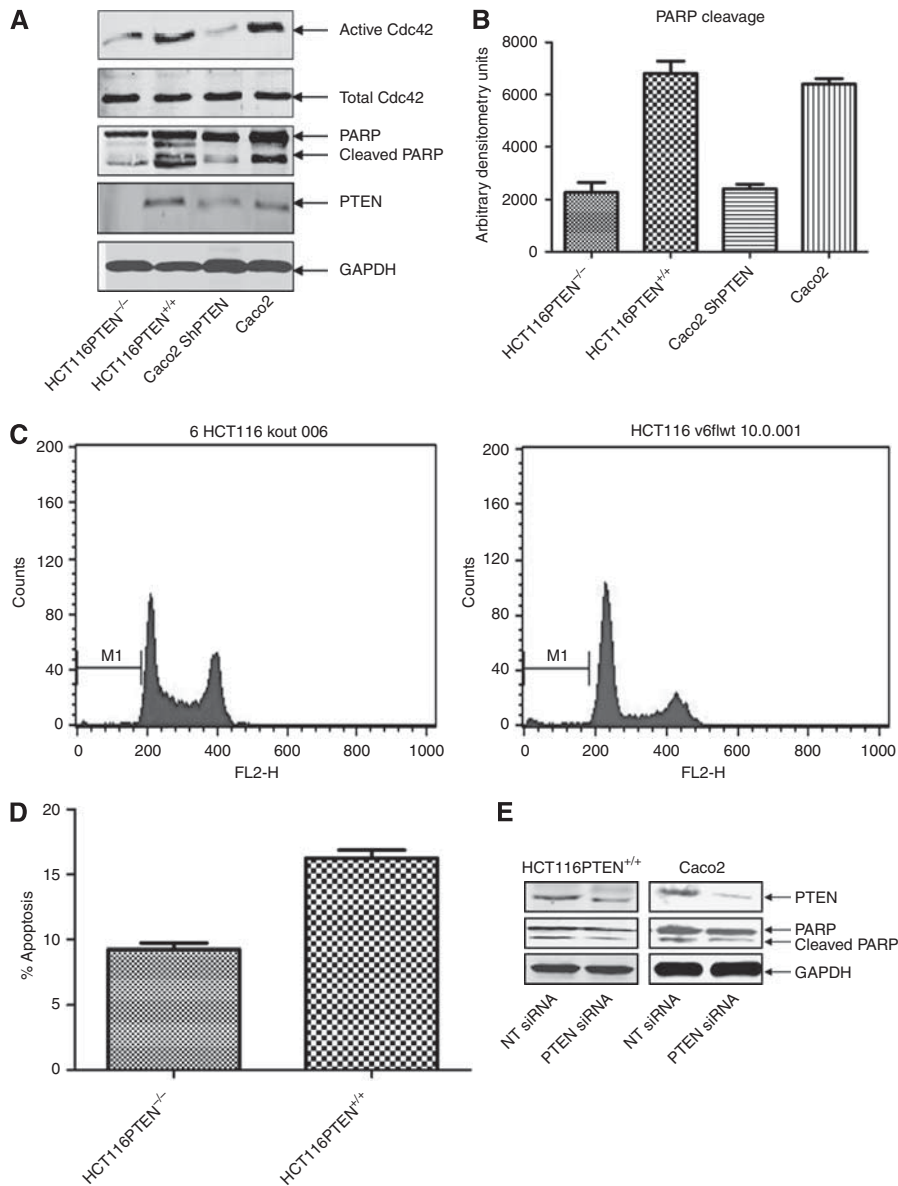 A
Active Cdc42
Total Cdc42
PARP
Cleaved PARP
PTEN
GAPDH
HCT116PTEN–/–
HCT116PTEN+/+
Caco2 ShPTEN
Caco2
B
PARP cleavage
Arbitrary densitometry units
8000
6000
4000
2000
0
HCT116PTEN–/–
HCT116PTEN+/+
Caco2 ShPTEN
Caco2
C
6 HCT116 kout 006
Counts
200
160
120
80
40
0
M1
0 200 400 600 800 1000
FL2-H
HCT116 v6flwt 10.0.001
Counts
200
160
120
80
40
0
M1
0 200 400 600 800 1000
FL2-H
D
% Apoptosis
20
15
10
5
0
HCT116PTEN–/–
HCT116PTEN+/+
E
HCT116PTEN+/+ Caco2
PTEN
PARP
Cleaved PARP
GAPDH
NT siRNA
PTEN siRNA
NT siRNA
PTEN siRNA